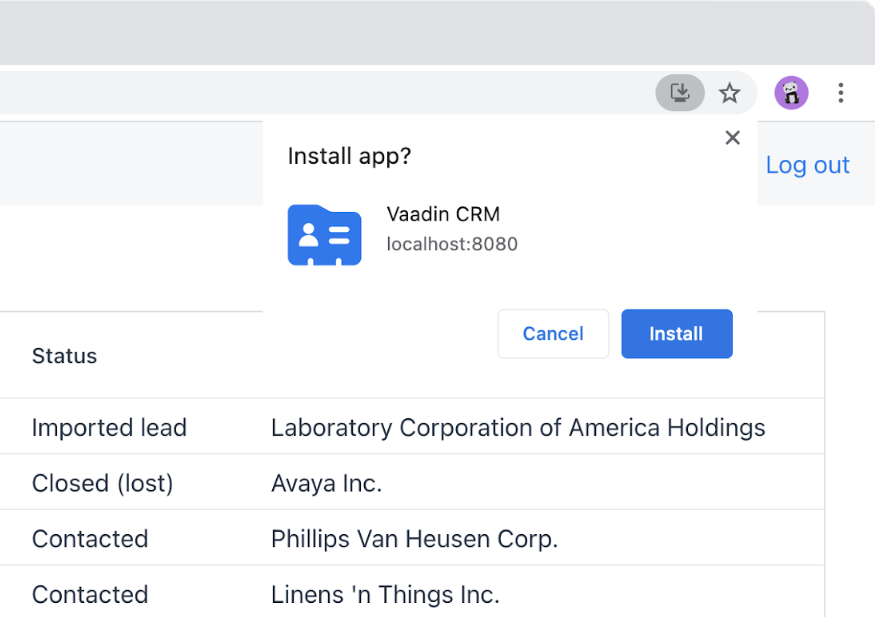 Install app?
Log out
Vaadin CRM
localhost:8080
Cancel Install
Status
Imported lead Laboratory Corporation of America Holdings
Closed (lost) Avaya Inc.
Contacted Phillips Van Heusen Corp.
Contacted Linens 'n Things Inc.